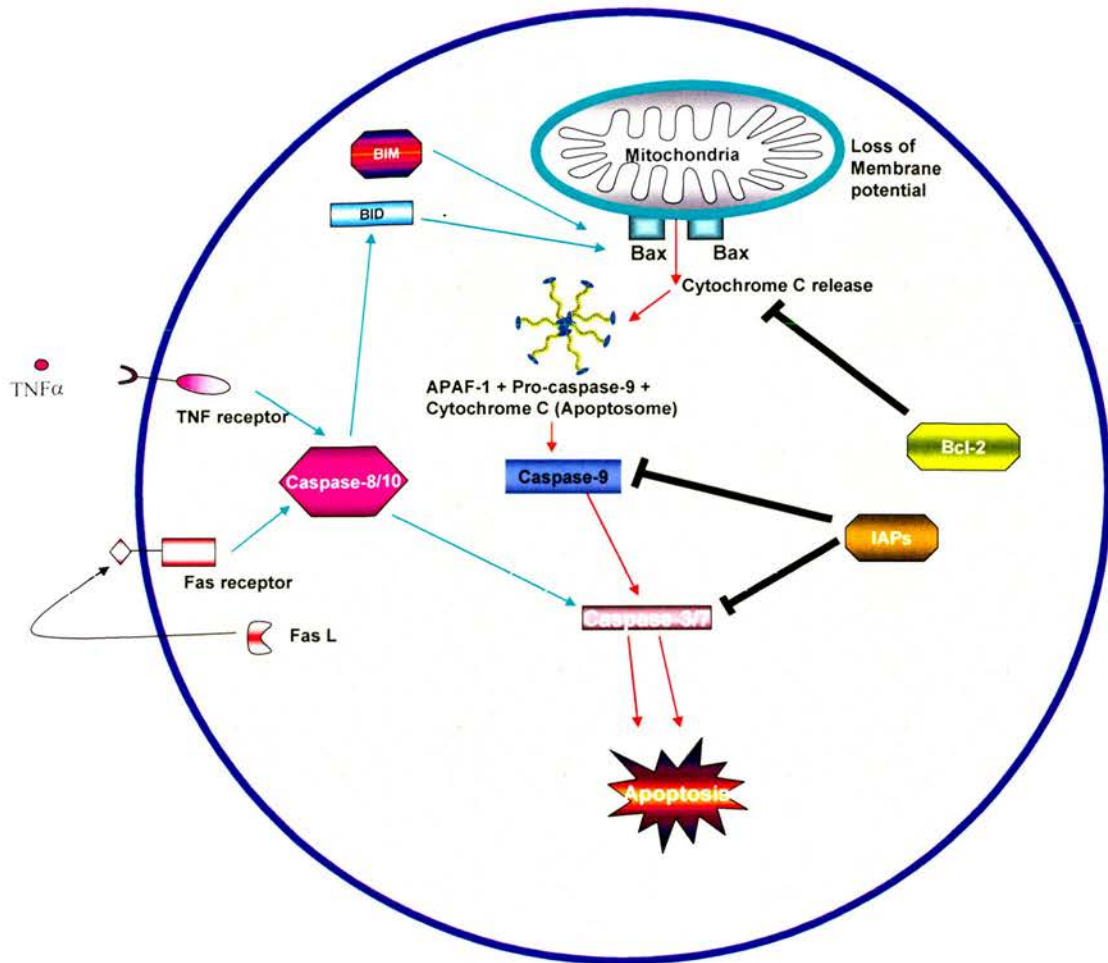 BIM
BID
Mitochondria
Loss of
Membrane
potential
Bax
Bax
Cytochrome C release
TNFα
TNF receptor
APAF-1 + Pro-caspase-9 +
Cytochrome C (Apoptosome)
Bcl-2
Caspase-8/10
Caspase-9
IAPs
Fas receptor
Fas L
Caspase-3/7
Apoptosis